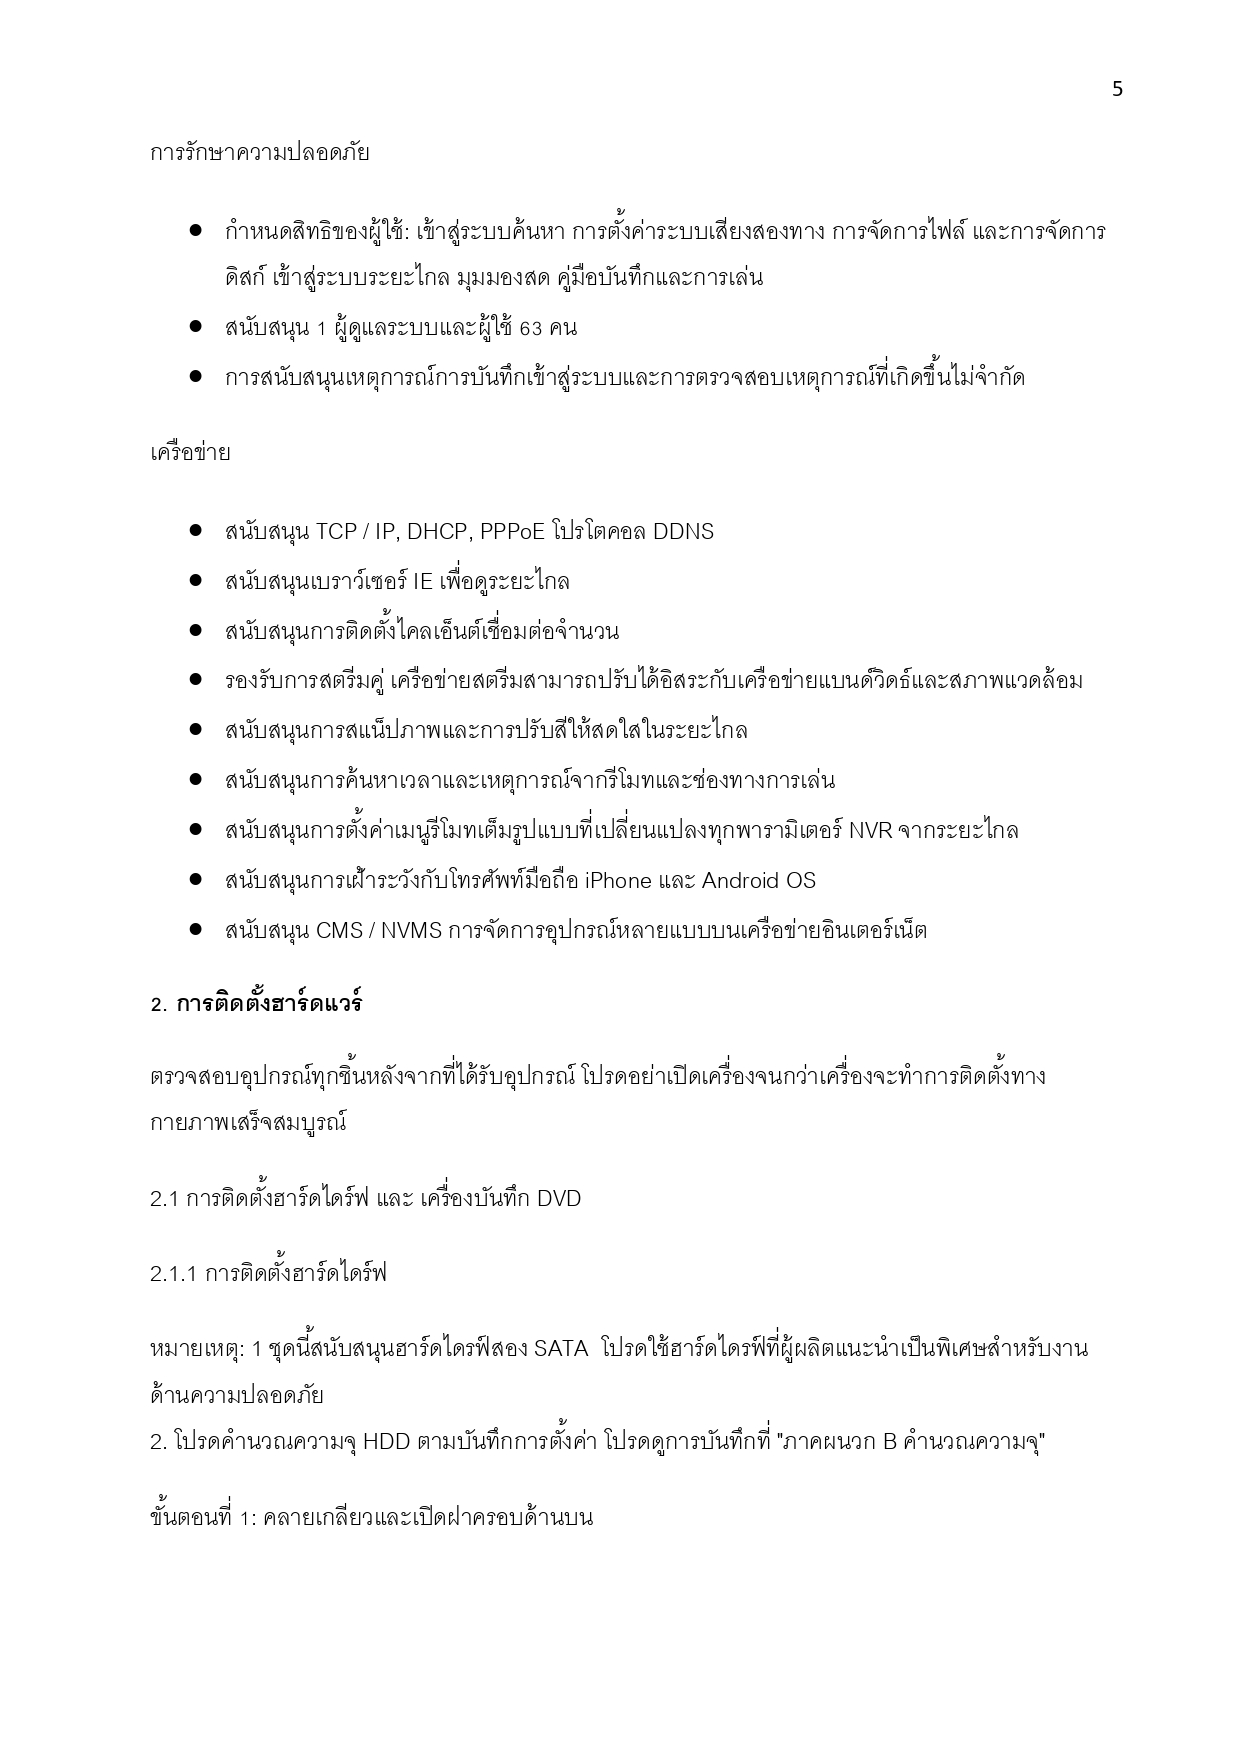 5
การรักษาความปลอดภัย
● กำหนดสิทธิของผู้ใช้: เข้าสู่ระบบค้นหา การตั้งค่าระบบเสียงสองทาง การจัดการไฟล์ และการจัดการ
ดิสก์ เข้าสู่ระบบระยะไกล มุมมองสด คู่มือบันทึกและการเล่น
● สนับสนุน 1 ผู้ดูแลระบบและผู้ใช้ 63 คน
● การสนับสนุนเหตุการณ์การบันทึกเข้าสู่ระบบและการตรวจสอบเหตุการณ์ที่เกิดขึ้นไม่จำกัด
เครือข่าย
● สนับสนุน TCP / IP, DHCP, PPPoE โปรโตคอล DDNS
● สนับสนุนเบราว์เซอร์ IE เพื่อดูระยะไกล
● สนับสนุนการติดตั้งไคลเอ็นต์เชื่อมต่อจำนวน
● รองรับการสตรีมคู่ เครือข่ายสตรีมสามารถปรับได้อิสระกับเครือข่ายแบนด์วิดธ์และสภาพแวดล้อม
● สนับสนุนการสแน็ปภาพและการปรับสีให้สดใสในระยะไกล
● สนับสนุนการค้นหาเวลาและเหตุการณ์จากรีโมทและช่องทางการเล่น
● สนับสนุนการตั้งค่าเมนูรีโมทเต็มรูปแบบที่เปลี่ยนแปลงทุกพารามิเตอร์ NVR จากระยะไกล
● สนับสนุนการเฝ้าระวังกับโทรศัพท์มือถือ iPhone และ Android OS
● สนับสนุน CMS / NVMS การจัดการอุปกรณ์หลายแบบบนเครือข่ายอินเตอร์เน็ต
2. การติดตั้งฮาร์ดแวร์
ตรวจสอบอุปกรณ์ทุกชิ้นหลังจากที่ได้รับอุปกรณ์ โปรดอย่าเปิดเครื่องจนกว่าเครื่องจะทำการติดตั้งทาง
กายภาพเสร็จสมบูรณ์
2.1 การติดตั้งฮาร์ดไดร์ฟ และ เครื่องบันทึก DVD
2.1.1 การติดตั้งฮาร์ดไดร์ฟ
หมายเหตุ: 1 ชุดนี้สนับสนุนฮาร์ดไดรฟ์สอง SATA โปรดใช้ฮาร์ดไดรฟ์ที่ผู้ผลิตแนะนำเป็นพิเศษสำหรับงาน
ด้านความปลอดภัย
2. โปรดคำนวณความจุ HDD ตามบันทึกการตั้งค่า โปรดดูการบันทึกที่ "ภาคผนวก B คำนวณความจุ"
ขั้นตอนที่ 1: คลายเกลียวและเปิดฝาครอบด้านบน